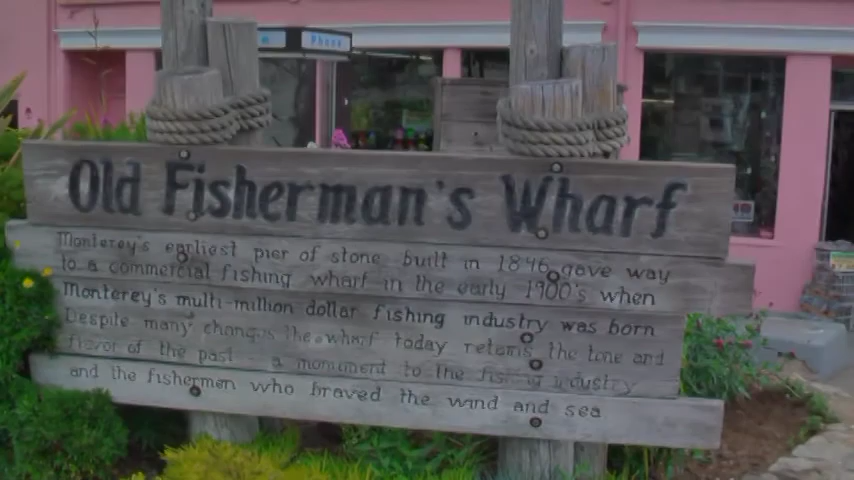 Phone
Old Fisherman's Wharf
Monterey's earliest pier of stone built in 1846 gave way
to a commercial fishing wharf in the early 1900's when
Monterey's multi-million dollar fishing industry was born
Despite many changes the wharf today retains the tone and
flavor of the past - a monument to the fishing industry
and the fishermen who braved the wind and sea